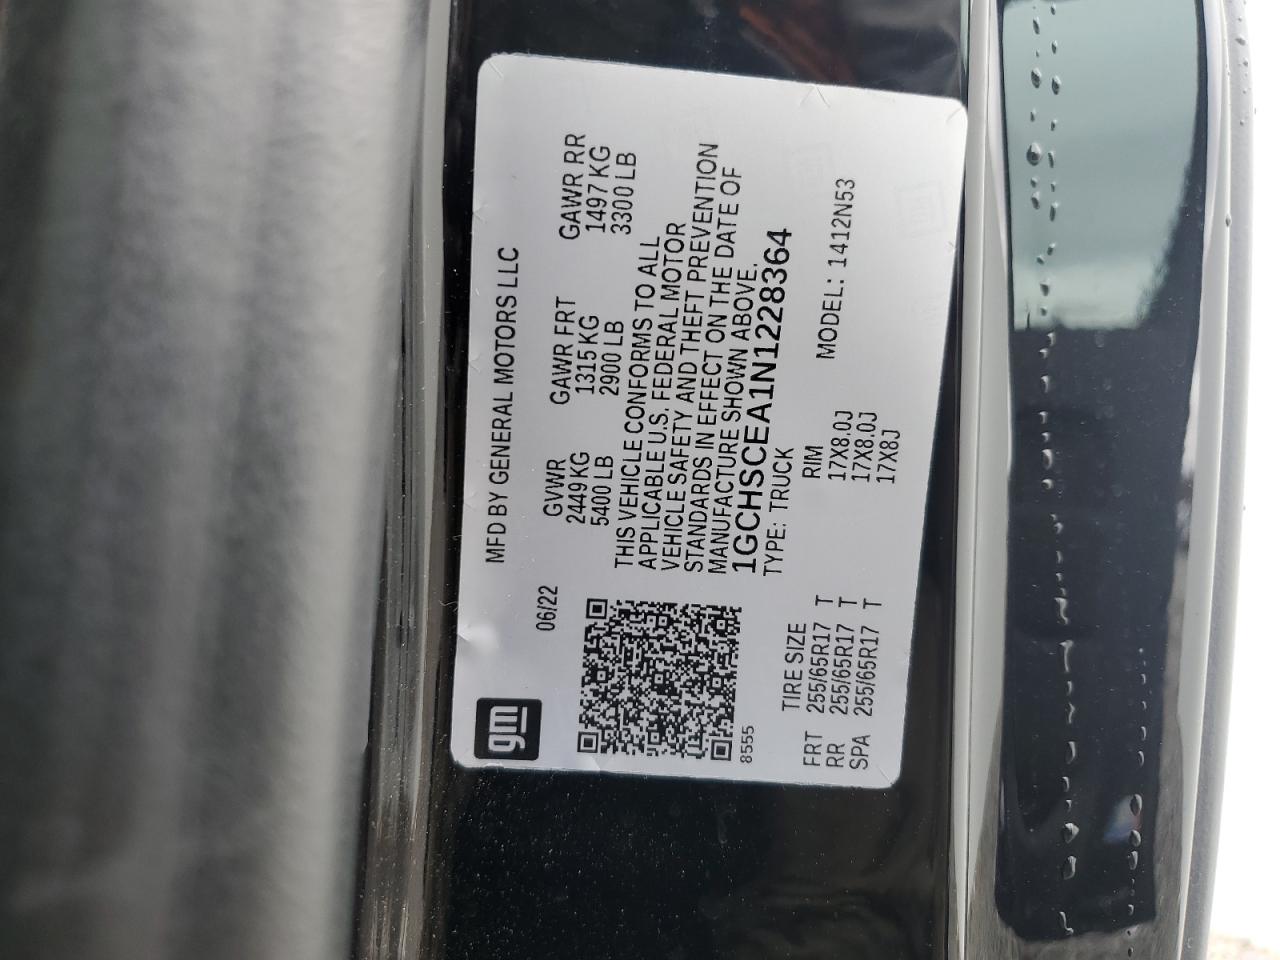 gm
06/22
MFD BY GENERAL MOTORS LLC
GVWR GAWR FRT GAWR RR
2449 KG 1315 KG 1497 KG
5400 LB 2900 LB 3300 LB
THIS VEHICLE CONFORMS TO ALL
APPLICABLE U.S. FEDERAL MOTOR
VEHICLE SAFETY AND THEFT PREVENTION
STANDARDS IN EFFECT ON THE DATE OF
MANUFACTURE SHOWN ABOVE.
1GCHSCEA1N1228364
8555
TYPE: TRUCK MODEL: 1412N53
TIRE SIZE RIM
FRT 255/65R17 T 17X8.0J
RR 255/65R17 T 17X8.0J
SPA 255/65R17 T 17X8J